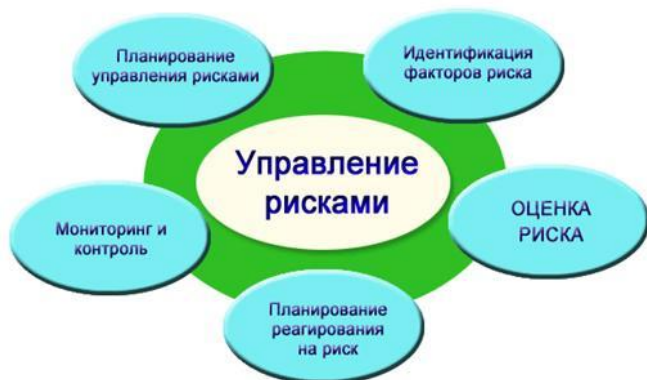 Планирование
управления рисками
Идентификация
факторов риска
Управление
рисками
Мониторинг и
контроль
ОЦЕНКА
РИСКА
Планирование
реагирования
на риск